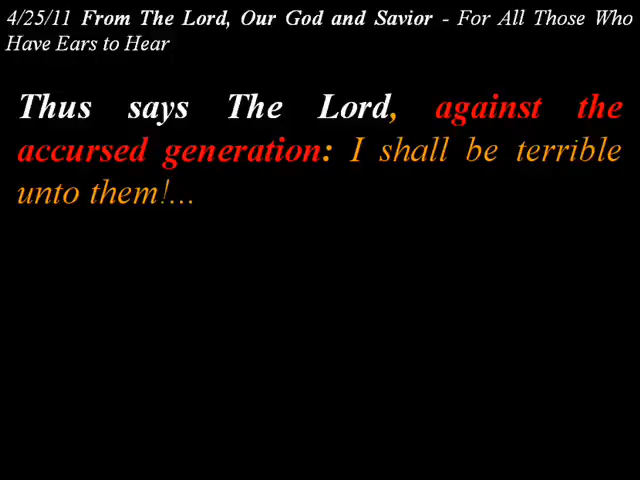 4/25/11 From The Lord, Our God and Savior - For All Those Who
Have Ears to Hear
Thus says The Lord, against the
accursed generation: I shall be terrible
unto them!...